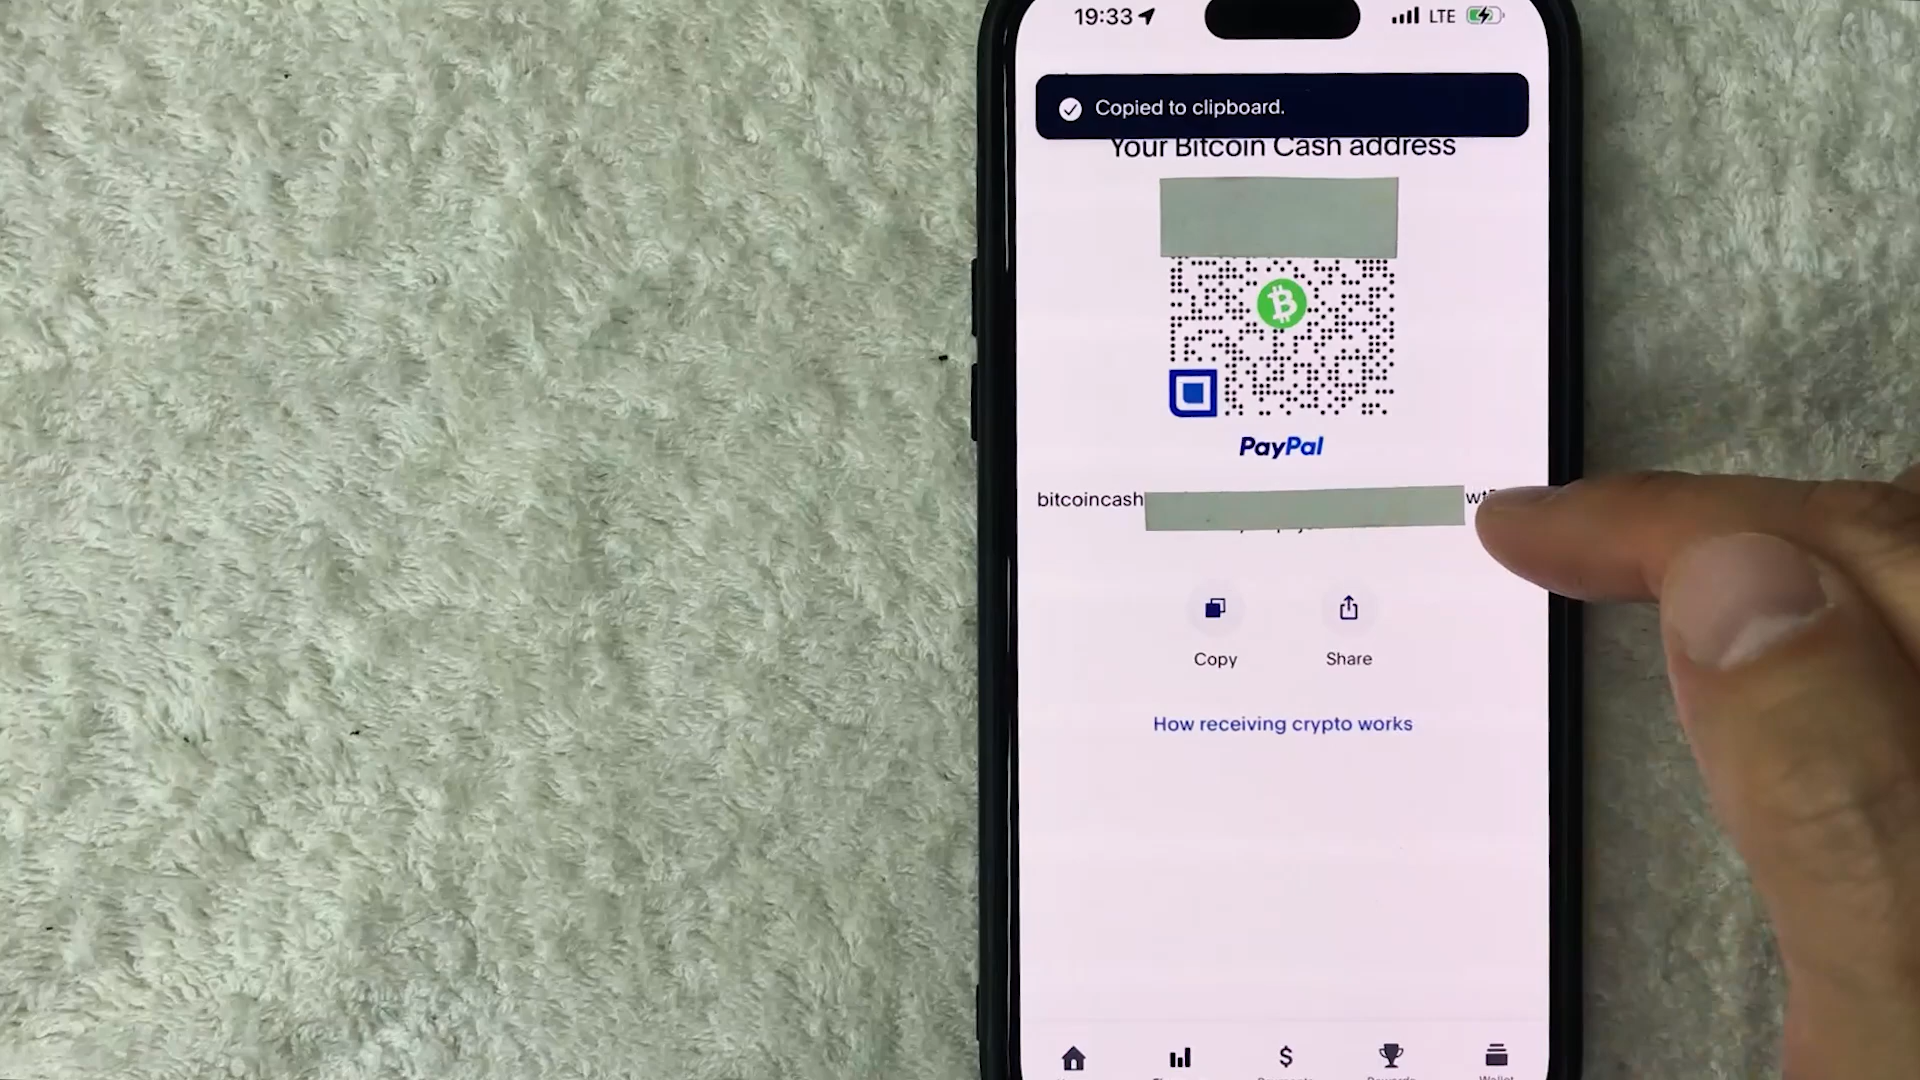 19:33 LTE
Copied to clipboard.
Your Bitcoin Cash address
PayPal
bitcoincash
Copy Share
How receiving crypto works